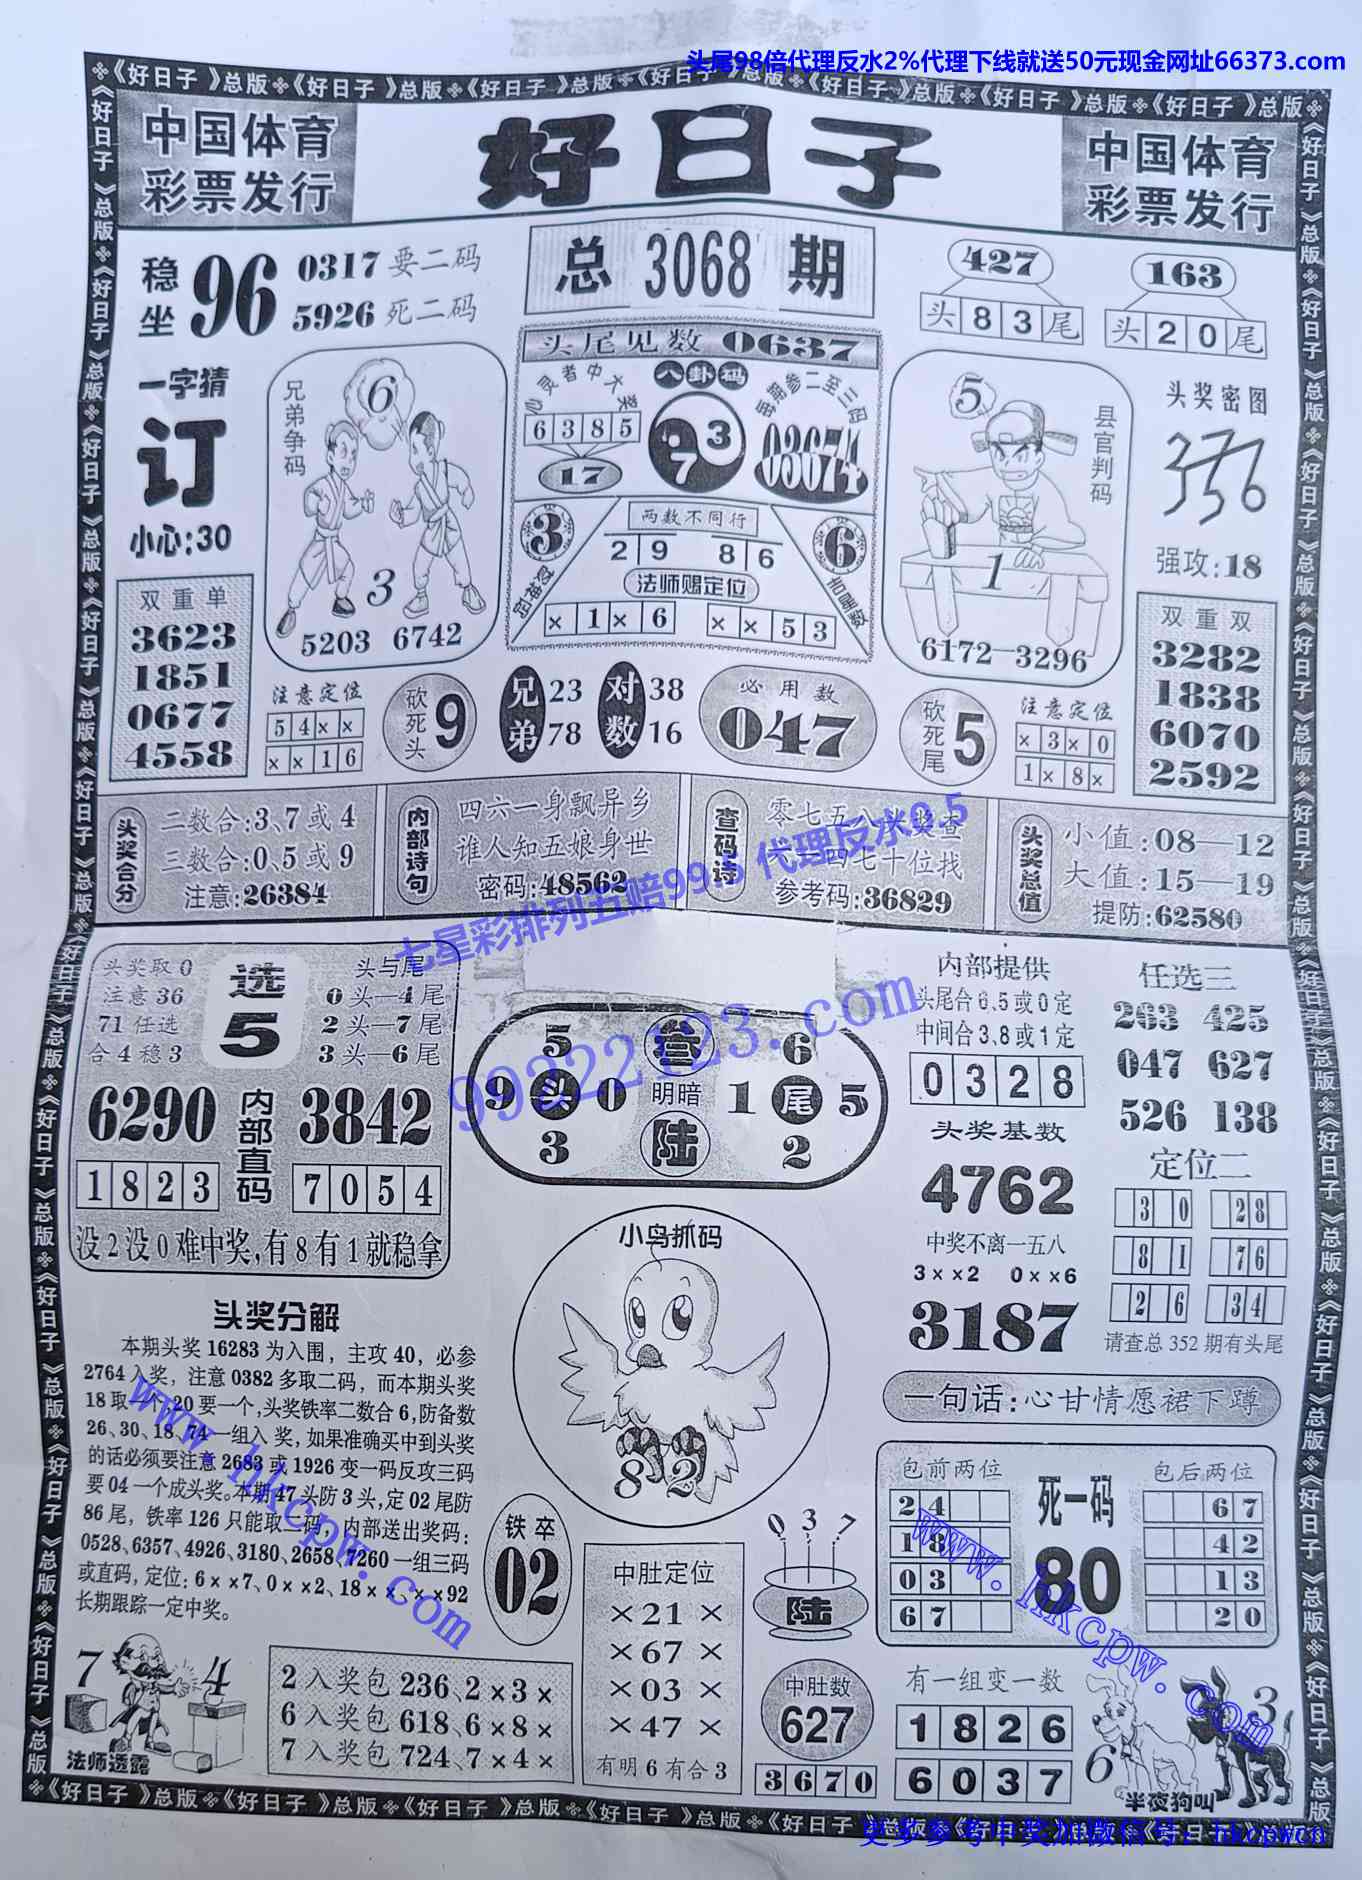 头尾98倍代理反水2%代理下线就送50元现金网址66373.com
《好日子》总版
中国体育
彩票发行
好日子
中国体育
彩票发行
稳坐 96
0317要二码
5926死二码
总 3068 期
427
头 8 3 尾
163
头 2 0 尾
一字猜
订
小心:30
兄弟争码
6
3
5203 6742
头尾见数 0637
心灵者中大奖
6385
17
八卦码
0 3 7
每期参二至三码
03674
两数不同行
29 86
3
6
法师赐定位
×1×6 ××53
吉星数
县官判码
5
1
6172-3296
头奖密图
强攻:18
双重单
3623
1851
0677
4558
注意定位
54××
××16
砍死头 9
兄弟 23 78
对数 38 16
必用数
047
砍死尾 5
注意定位
×3×0
1×8×
双重双
3282
1838
6070
2592
头奖合分
二数合:3、7或4
三数合:0、5或9
注意:26384
内部诗句
四六一身飘异乡
谁人知五娘身世
密码:48562
查码诗
零七五八头奖查
四七十位找
参考码:36829
头奖总值
小值:08—12
大值:15—19
提防:62580
七星彩排列五赔99.5 代理反水9.5
99222123.com
头奖取0
注意36
71任选
合4稳3
选
5
头与尾
0头—4尾
2头—7尾
3头—6尾
6290
内部直码
3842
1823
7054
没2没0难中奖,有8有1就稳拿
5
9 头 0
3
叁
明暗
陆
6
1 尾 5
2
内部提供
头尾合6.5或0定
中间合3.8或1定
0328
头奖基数
4762
中奖不离一五八
3××2 0××6
3187
任选三
263 425
047 627
526 138
定位二
30 28
81 76
26 34
请查总352期有头尾
头奖分解
本期头奖16283为入围，主攻40，必参
2764入奖，注意0382多取二码，而本期头奖
18取一个,20要一个,头奖铁率二数合6,防备数
26、30、18、74一组入奖,如果准确买中到头奖
的话必须要注意2683或1926变一码反攻三码
要04一个成头奖。本期47头防3头,定02尾防
86尾，铁率126只能取二码，内部送出奖码:
0528、6357、4926、3180、2658、7260一组三码
或直码,定位:6××7、0××2、18××、××92
长期跟踪一定中奖。
www.hkcpw.com
小鸟抓码
8 2
一句话:心甘情愿裙下蹲
包前两位
24
18
03
67
死一码
80
包后两位
67
42
13
20
www.hkcpw.com
铁卒
02
中肚定位
×21×
×67×
×03×
×47×
有明6有合3
0 3 7
陆
中肚数
627
3670
有一组变一数
1826
6037
3
6
半夜狗叫
7 4
法师透露
2入奖包236、2×3×
6入奖包618、6×8×
7入奖包724、7×4×
《好日子》总版
更多参考中奖加微信号：hkcpwcn